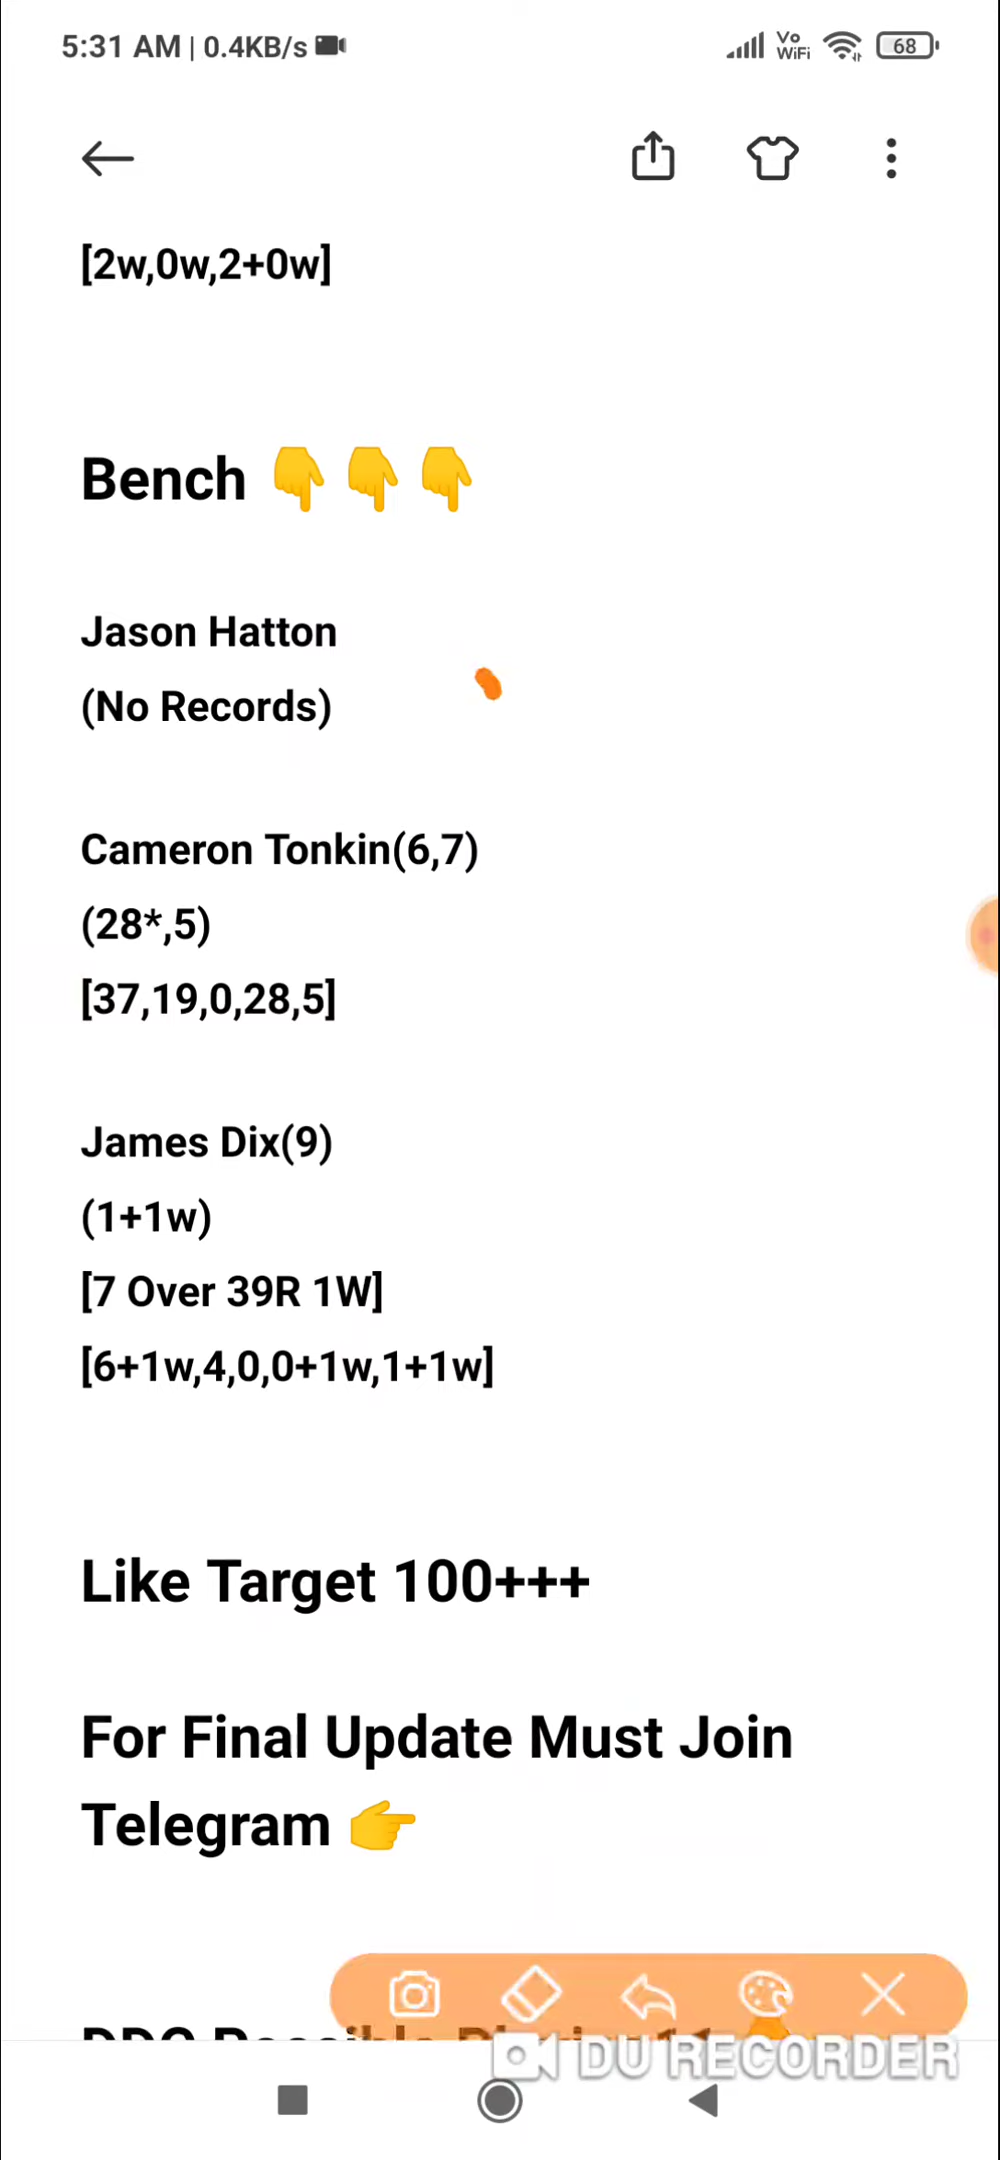 5:31 AM | 0.4KB/s
Vo WiFi
68
[2w,0w,2+0w]
Bench 👇👇👇
Jason Hatton
(No Records)
Cameron Tonkin(6,7)
(28*,5)
[37,19,0,28,5]
James Dix(9)
(1+1w)
[7 Over 39R 1W]
[6+1w,4,0,0+1w,1+1w]
Like Target 100+++
For Final Update Must Join
Telegram 👉
DU RECORDER